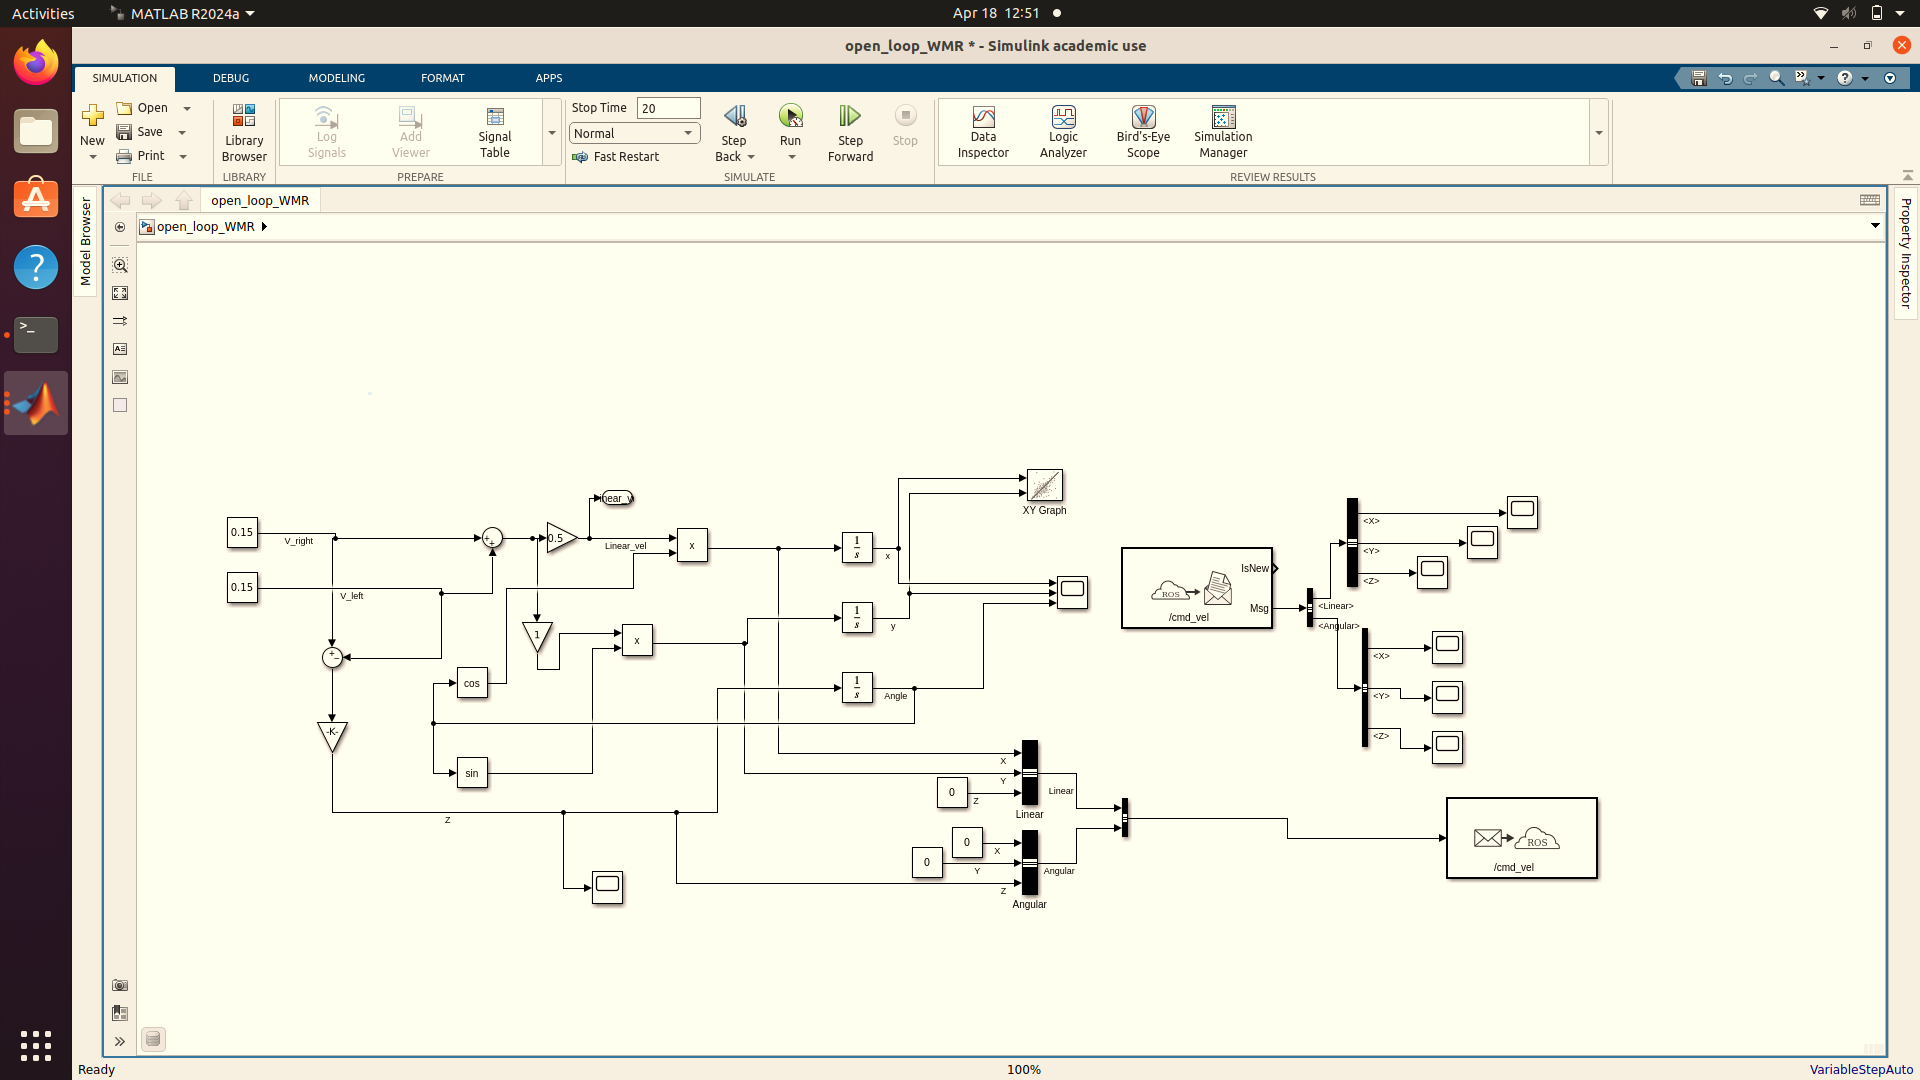 Activities MATLAB R2024a Apr 18 12:51
open_loop_WMR * - Simulink academic use
SIMULATION DEBUG MODELING FORMAT APPS
New
Open
Save
Print
FILE
Library Browser
LIBRARY
Log Signals
Add Viewer
Signal Table
PREPARE
Stop Time 20
Normal
Fast Restart
Step Back
Run
Step Forward
Stop
SIMULATE
Data Inspector
Logic Analyzer
Bird's-Eye Scope
Simulation Manager
REVIEW RESULTS
Model Browser
open_loop_WMR
open_loop_WMR
Property Inspector
XY Graph
0.15
V_right
0.5
Linear_vel
x
1
s
x
0.15
V_left
1
x
1
s
y
cos
1
s
Angle
-K-
sin
Z
X
Y
0
Z
Linear
Linear
0
X
0
Y
Z
Angular
Angular
IsNew
ROS
Msg
/cmd_vel
<Linear>
<Angular>
<X>
<Y>
<Z>
<X>
<Y>
<Z>
ROS
/cmd_vel
Ready 100% VariableStepAuto